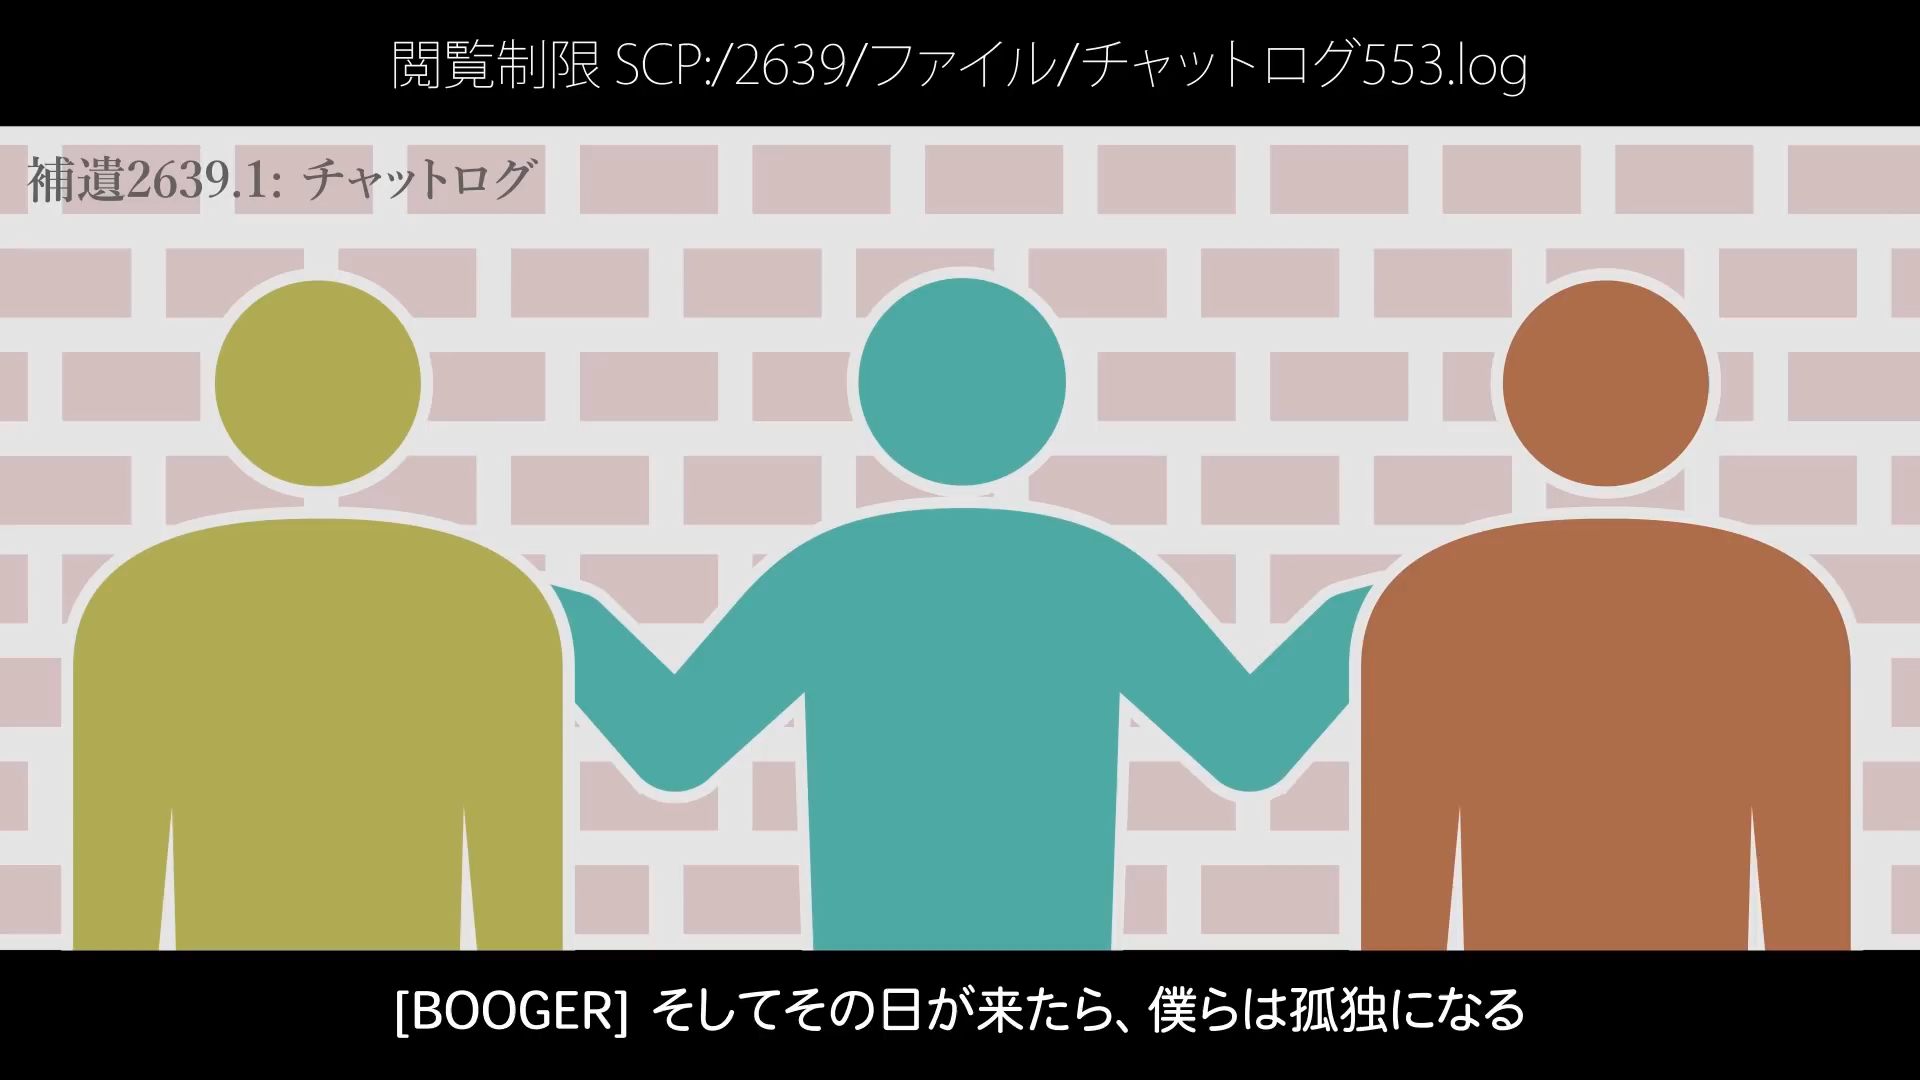 閲覧制限 SCP:/2639/ファイル/チャットログ553.log
補遺2639.1: チャットログ
[BOOGER] そしてその日が来たら、僕らは孤独になる